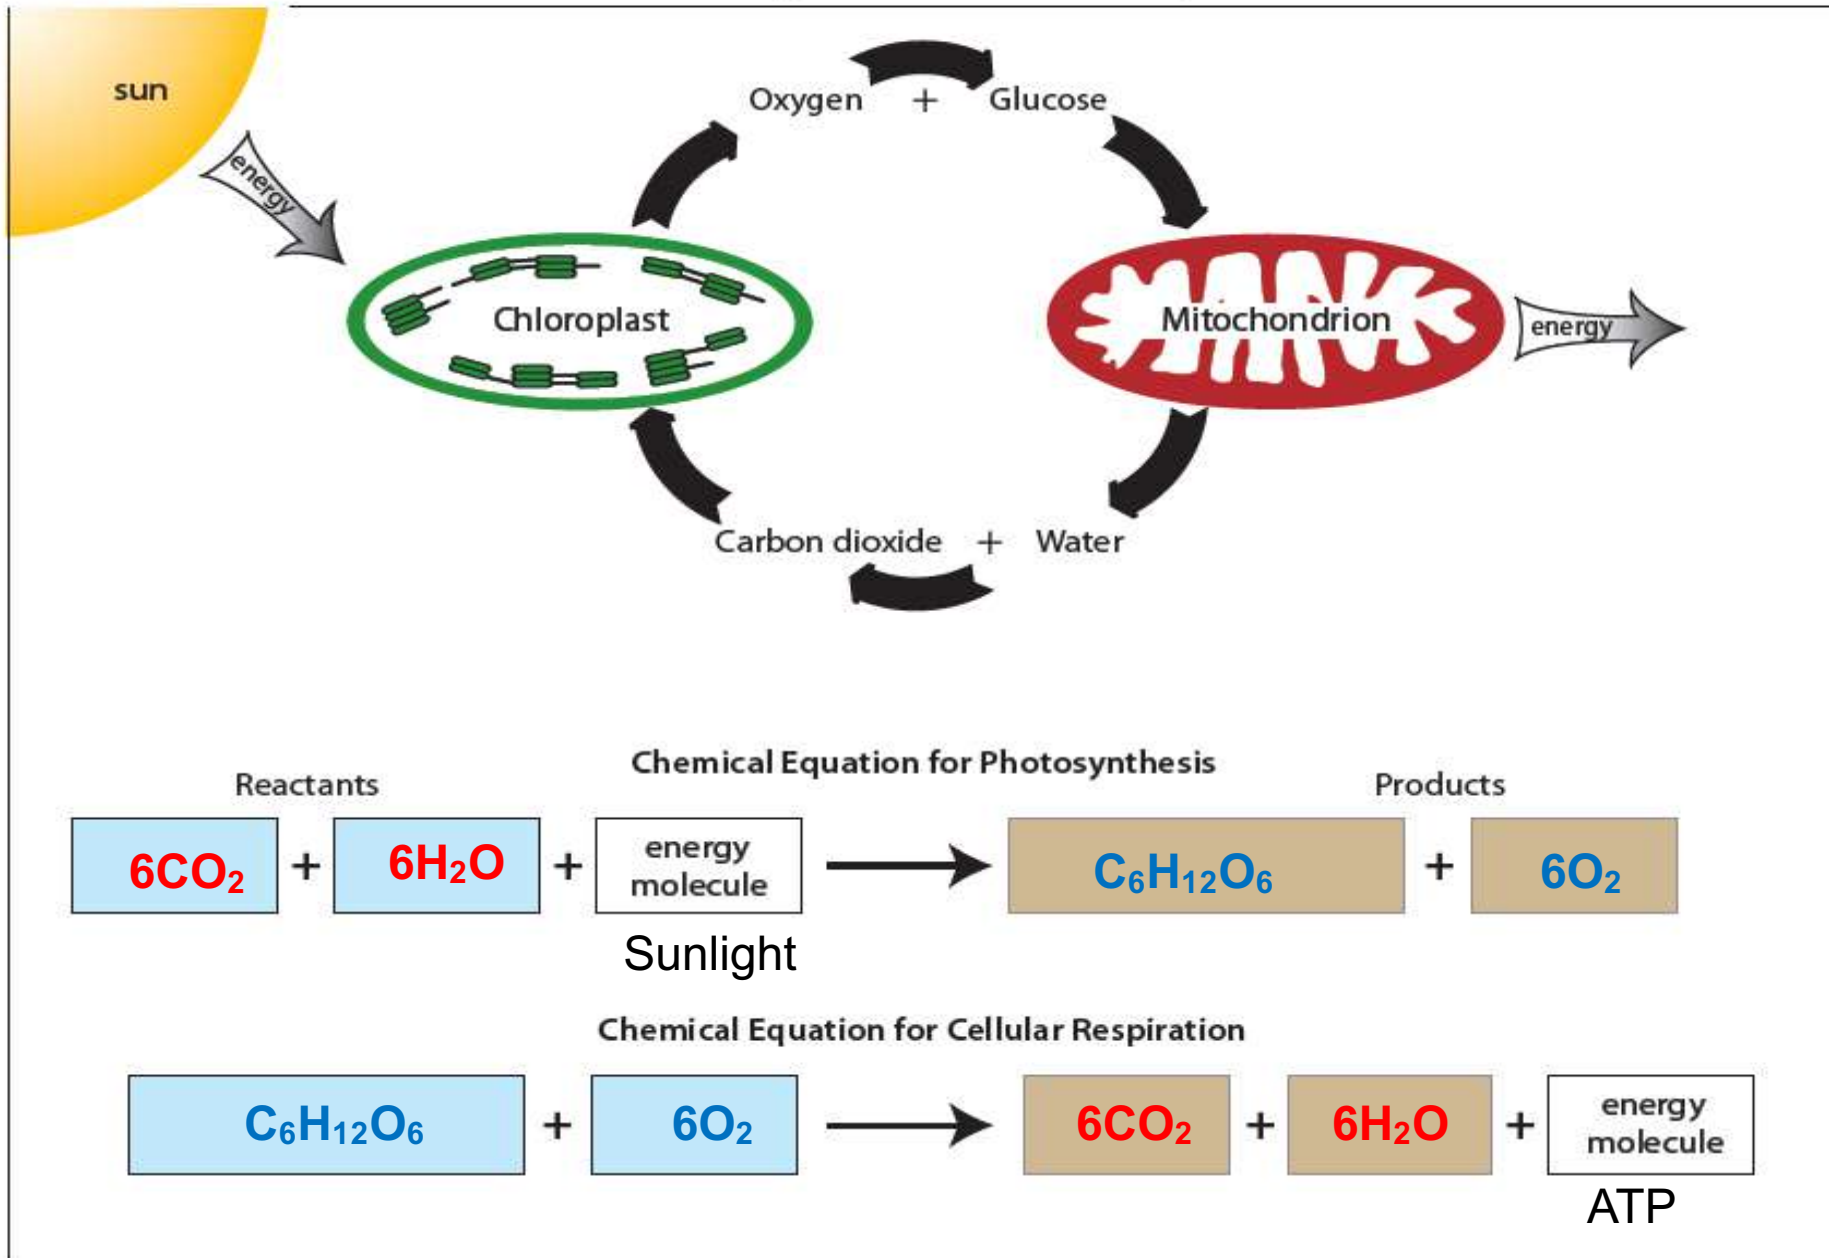 sun
energy
Oxygen + Glucose
Chloroplast
Mitochondrion
energy
Carbon dioxide + Water
Chemical Equation for Photosynthesis
Reactants
Products
6CO₂ + 6H₂O + energy molecule C₆H₁₂O₆ + 6O₂
Sunlight
Chemical Equation for Cellular Respiration
C₆H₁₂O₆ + 6O₂ 6CO₂ + 6H₂O + energy molecule
ATP